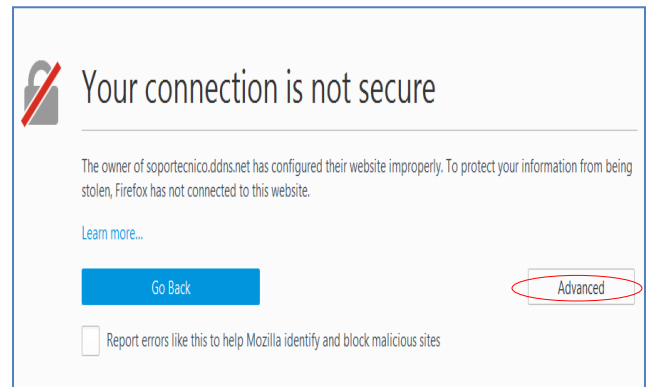 Your connection is not secure
The owner of soportecnico.ddns.net has configured their website improperly. To protect your information from being
stolen, Firefox has not connected to this website.
Learn more...
Go Back
Advanced
Report errors like this to help Mozilla identify and block malicious sites